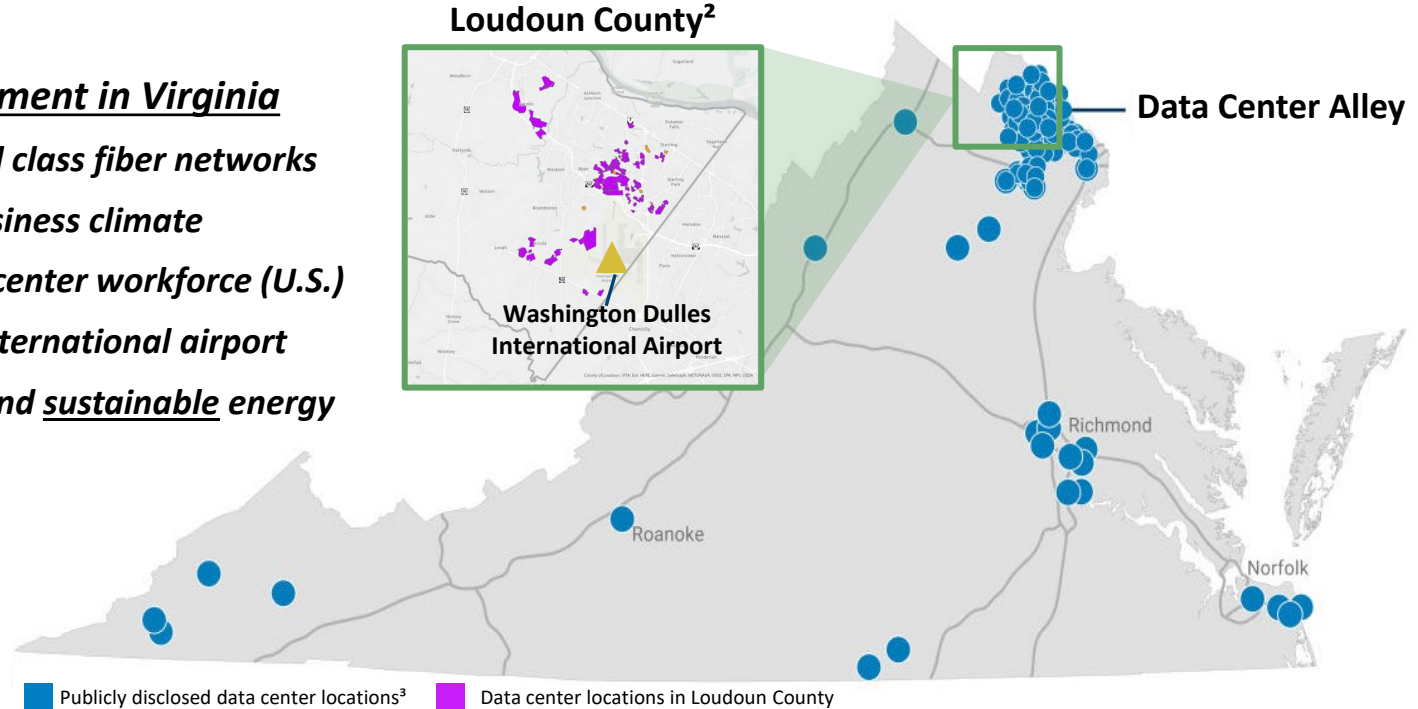 Loudoun County²
ment in Virginia
class fiber networks
siness climate
center workforce (U.S.)
ternational airport
nd sustainable energy
Data Center Alley
Washington Dulles
International Airport
Richmond
Roanoke
Norfolk
Publicly disclosed data center locations³
Data center locations in Loudoun County